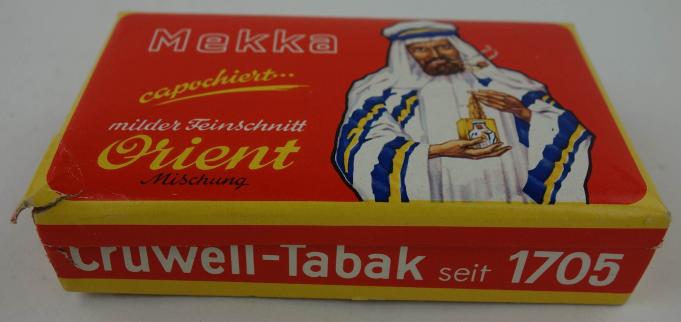 Mekka
capochiert...
milder Feinschnitt
Orient
Mischung
Cruwell-Tabak seit 1705